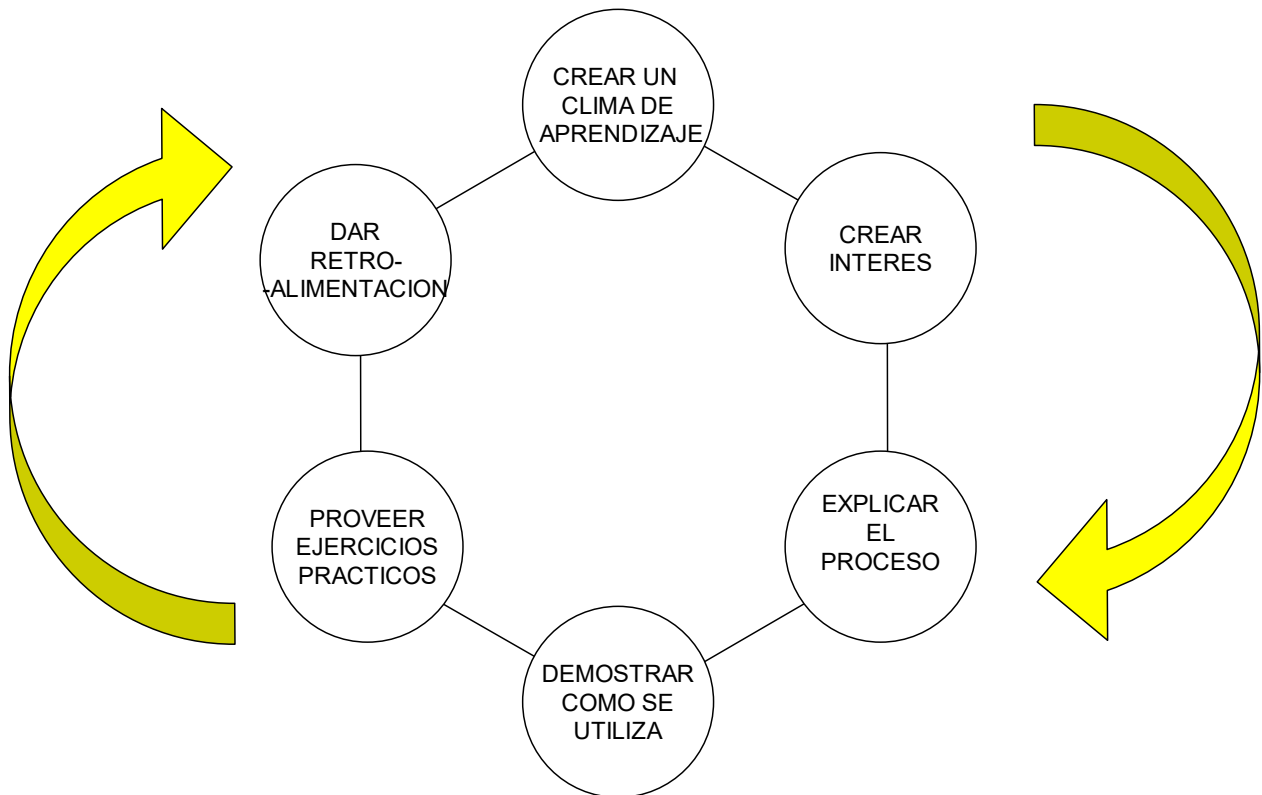 CREAR UN
CLIMA DE
APRENDIZAJE
CREAR
INTERES
EXPLICAR
EL
PROCESO
DEMOSTRAR
COMO SE
UTILIZA
PROVEER
EJERCICIOS
PRACTICOS
DAR
RETRO-
-ALIMENTACION